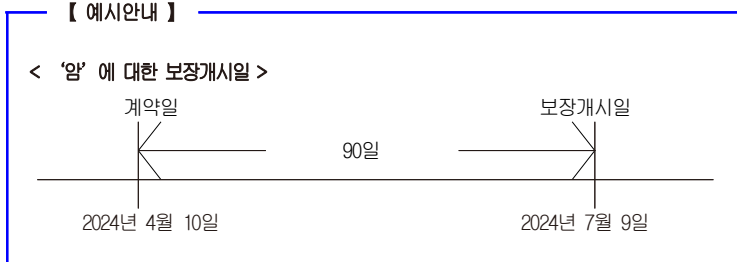 【 예시안내 】
< ‘암’ 에 대한 보장개시일 >
계약일 보장개시일
90일
2024년 4월 10일 2024년 7월 9일